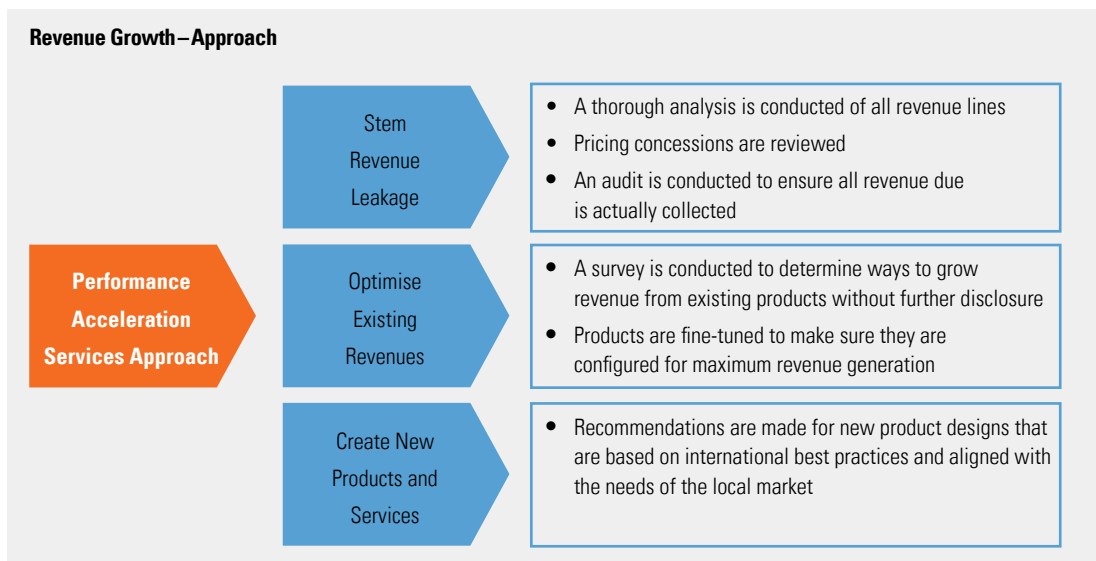 Revenue Growth–Approach
Stem
Revenue
Leakage
• A thorough analysis is conducted of all revenue lines
• Pricing concessions are reviewed
• An audit is conducted to ensure all revenue due
is actually collected
Performance
Acceleration
Services Approach
Optimise
Existing
Revenues
• A survey is conducted to determine ways to grow
revenue from existing products without further disclosure
• Products are fine-tuned to make sure they are
configured for maximum revenue generation
Create New
Products and
Services
• Recommendations are made for new product designs that
are based on international best practices and aligned with
the needs of the local market